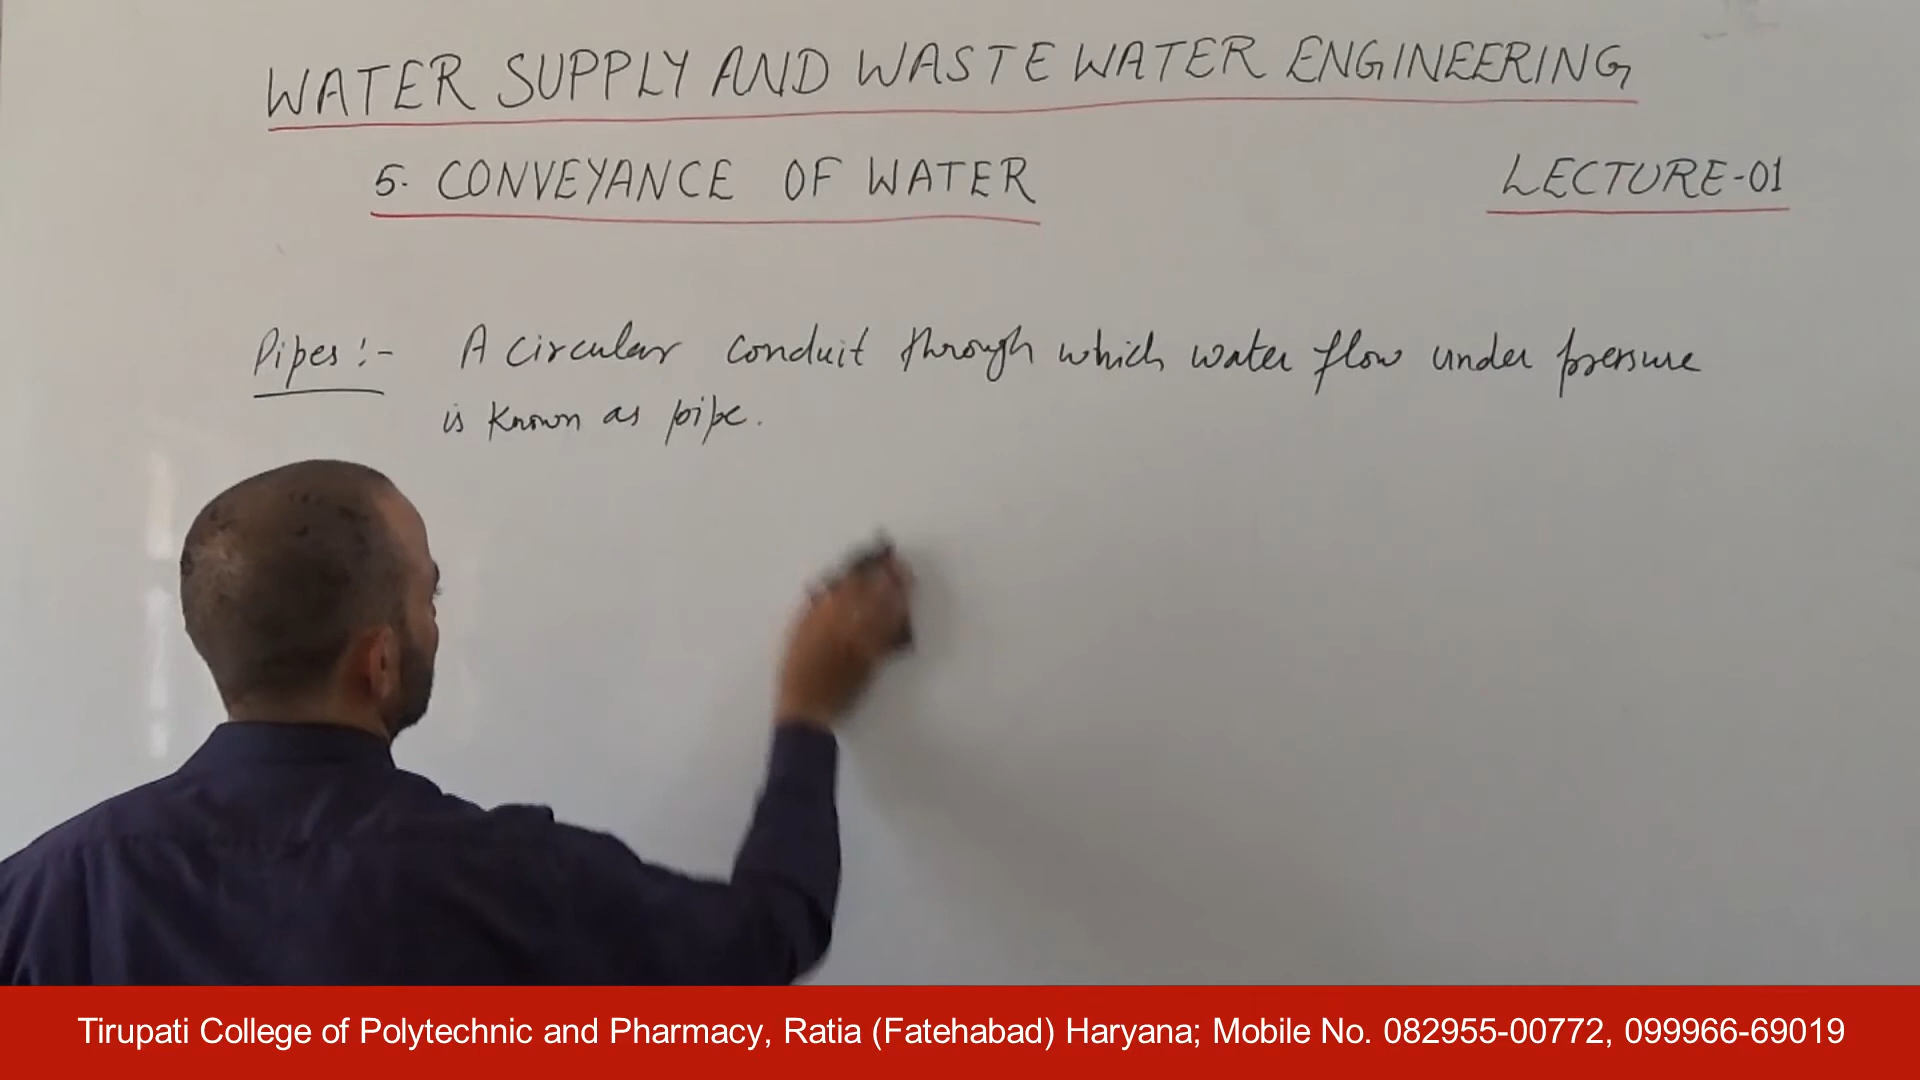 WATER SUPPLY AND WASTE WATER ENGINEERING
5. CONVEYANCE OF WATER
LECTURE-01
Pipes :- A circular conduit through which water flow under pressure
is known as pipe.
Tirupati College of Polytechnic and Pharmacy, Ratia (Fatehabad) Haryana; Mobile No. 082955-00772, 099966-69019